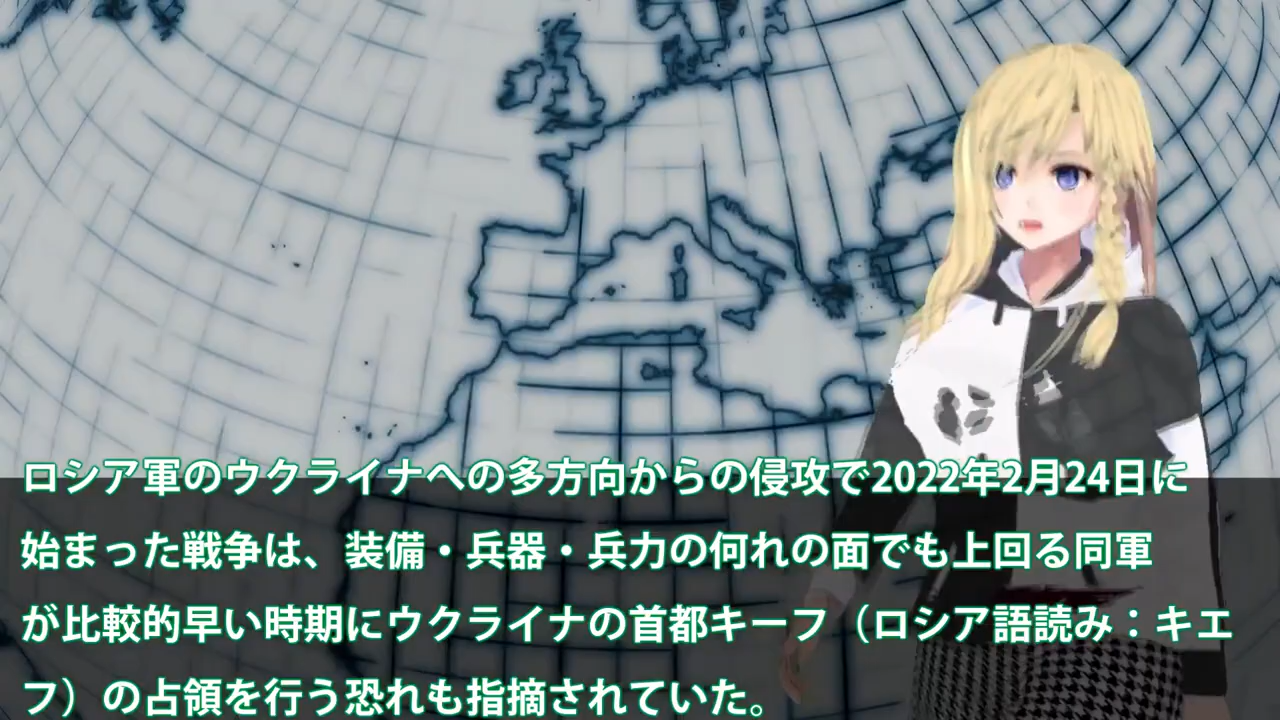 ロシア軍のウクライナへの多方向からの侵攻で2022年2月24日に
始まった戦争は、装備・兵器・兵力の何れの面でも上回る同軍
が比較的早い時期にウクライナの首都キーフ（ロシア語読み：キエ
フ）の占領を行う恐れも指摘されていた。